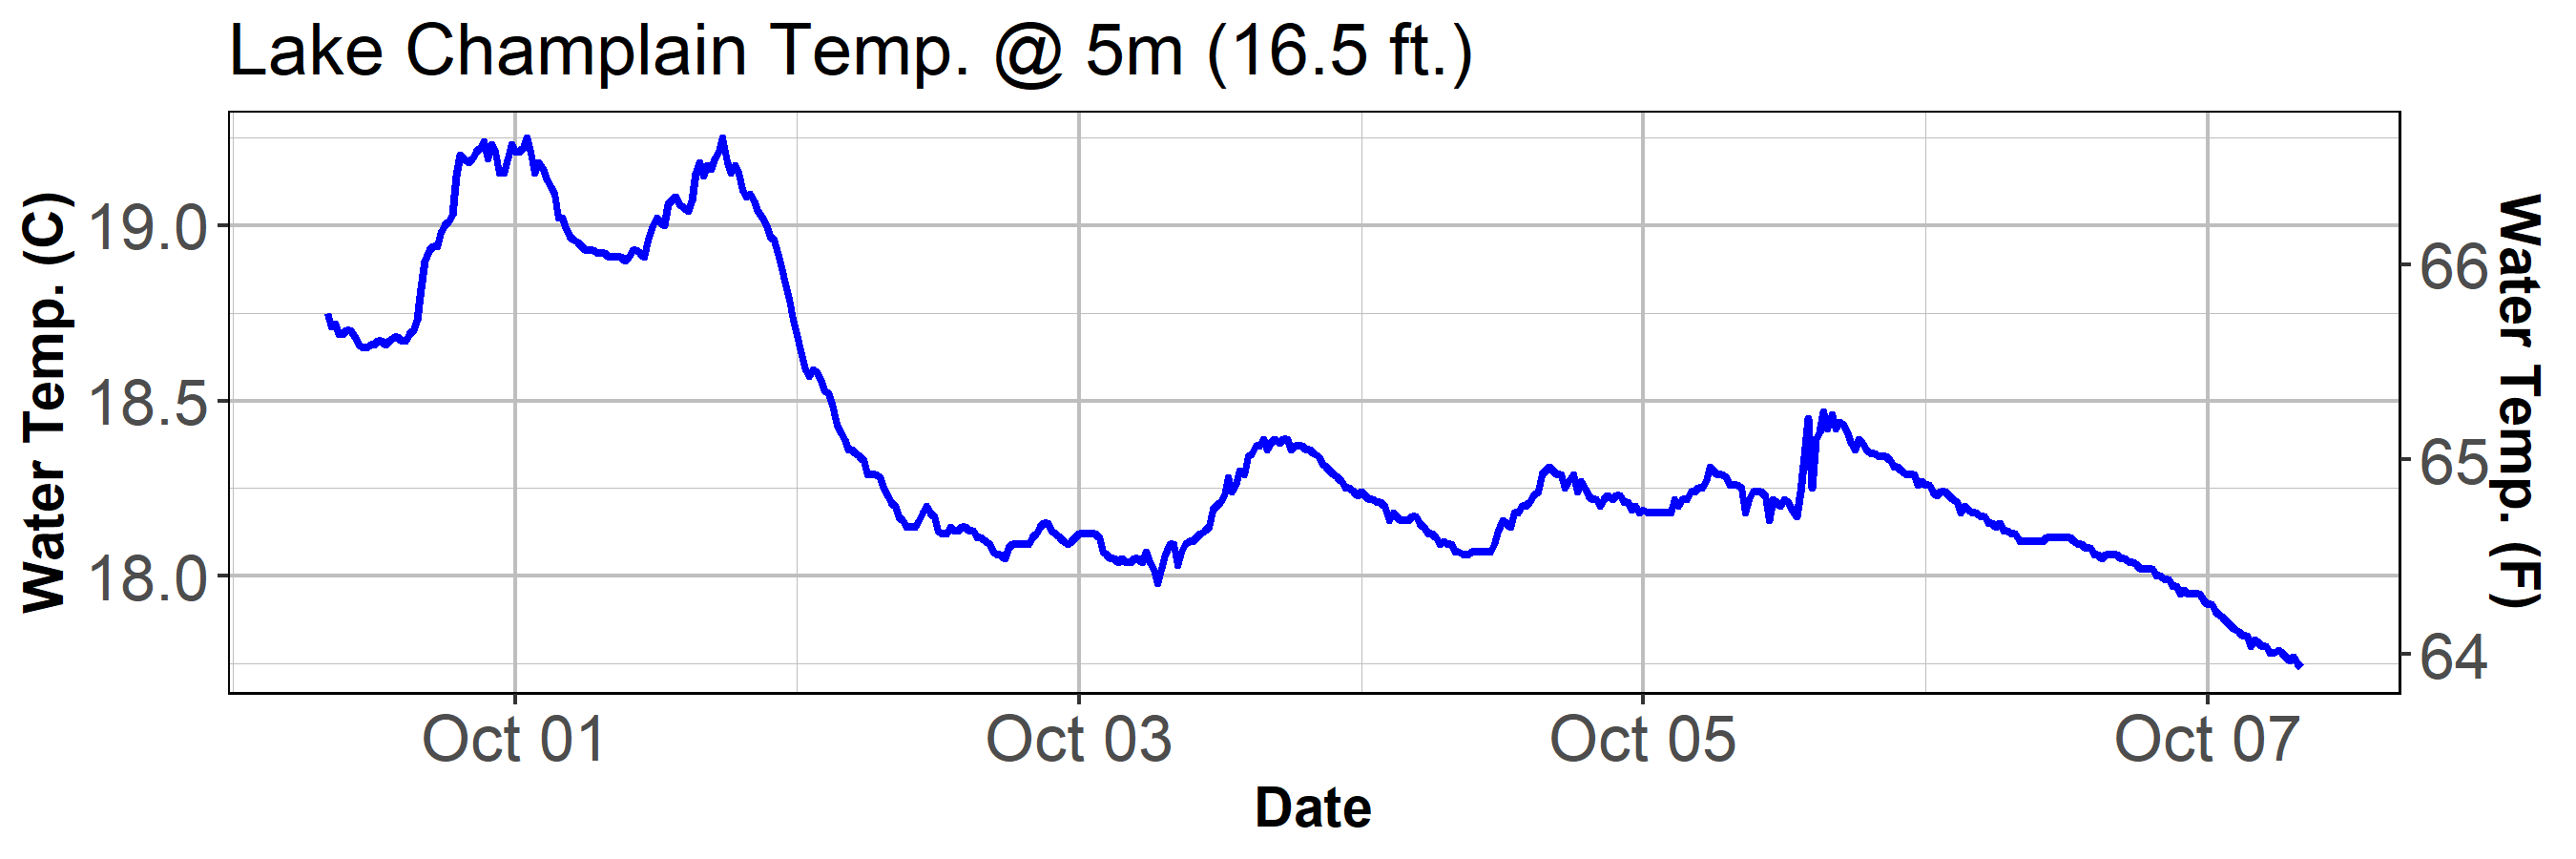 Lake Champlain Temp. @ 5m (16.5 ft.)
Water Temp. (C)
19.0
18.5
18.0
66
65
64
Water Temp. (F)
Oct 01 Oct 03 Oct 05 Oct 07
Date